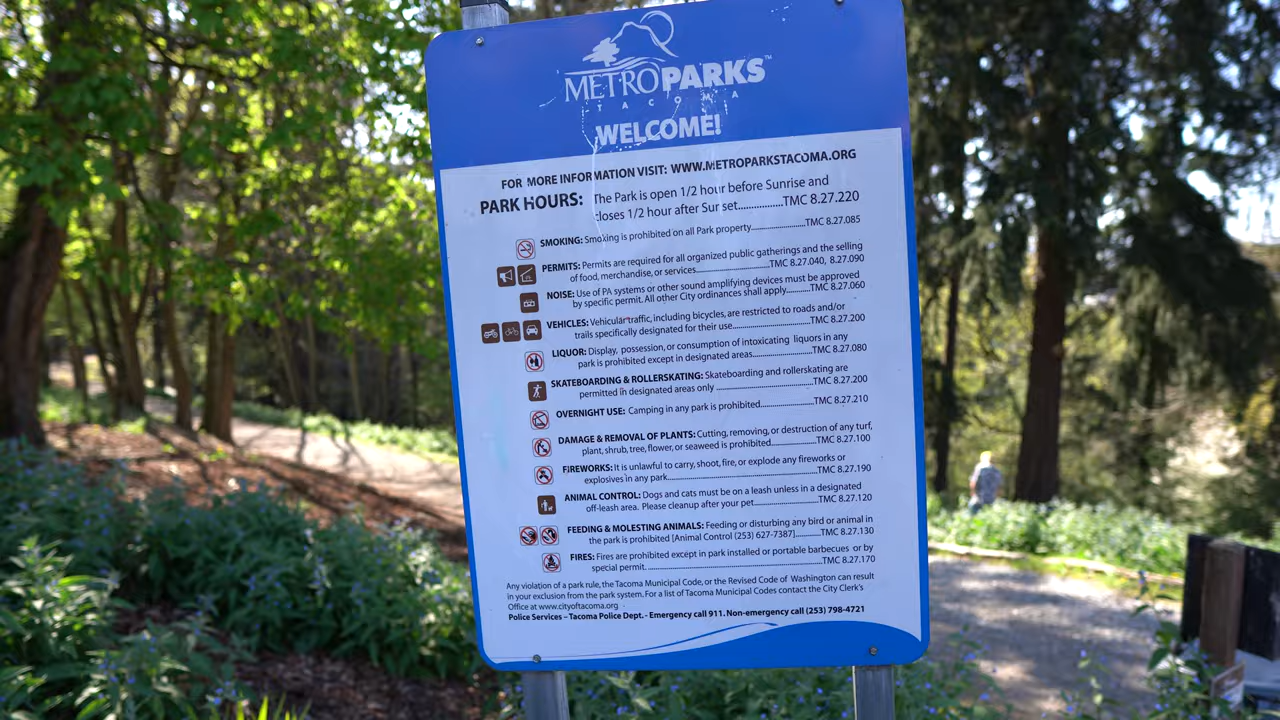 METROPARKS™
TACOMA
WELCOME!
FOR MORE INFORMATION VISIT: WWW.METROPARKSTACOMA.ORG
PARK HOURS: The Park is open 1/2 hour before Sunrise and
closes 1/2 hour after Sunset................TMC 8.27.220
SMOKING: Smoking is prohibited on all Park property......................TMC 8.27.085
PERMITS: Permits are required for all organized public gatherings and the selling
of food, merchandise, or services..............................TMC 8.27.040, 8.27.090
NOISE: Use of PA systems or other sound amplifying devices must be approved
by specific permit. All other City ordinances shall apply..........TMC 8.27.060
VEHICLES: Vehicular traffic, including bicycles, are restricted to roads and/or
trails specifically designated for their use...............................TMC 8.27.200
LIQUOR: Display, possession, or consumption of intoxicating liquors in any
park is prohibited except in designated areas........................TMC 8.27.080
SKATEBOARDING & ROLLERSKATING: Skateboarding and rollerskating are
permitted in designated areas only .......................................TMC 8.27.200
OVERNIGHT USE: Camping in any park is prohibited......................TMC 8.27.210
DAMAGE & REMOVAL OF PLANTS: Cutting, removing, or destruction of any turf,
plant, shrub, tree, flower, or seaweed is prohibited..................TMC 8.27.100
FIREWORKS: It is unlawful to carry, shoot, fire, or explode any fireworks or
explosives in any park.............................................................TMC 8.27.190
ANIMAL CONTROL: Dogs and cats must be on a leash unless in a designated
off-leash area. Please cleanup after your pet..........................TMC 8.27.120
FEEDING & MOLESTING ANIMALS: Feeding or disturbing any bird or animal in
the park is prohibited [Animal Control (253) 627-7387]..........TMC 8.27.130
FIRES: Fires are prohibited except in park installed or portable barbecues or by
special permit. ..........................................................................TMC 8.27.170
Any violation of a park rule, the Tacoma Municipal Code, or the Revised Code of Washington can result
in your exclusion from the park system. For a list of Tacoma Municipal Codes contact the City Clerk's
Office at www.cityoftacoma.org
Police Services – Tacoma Police Dept. - Emergency call 911. Non-emergency call (253) 798-4721